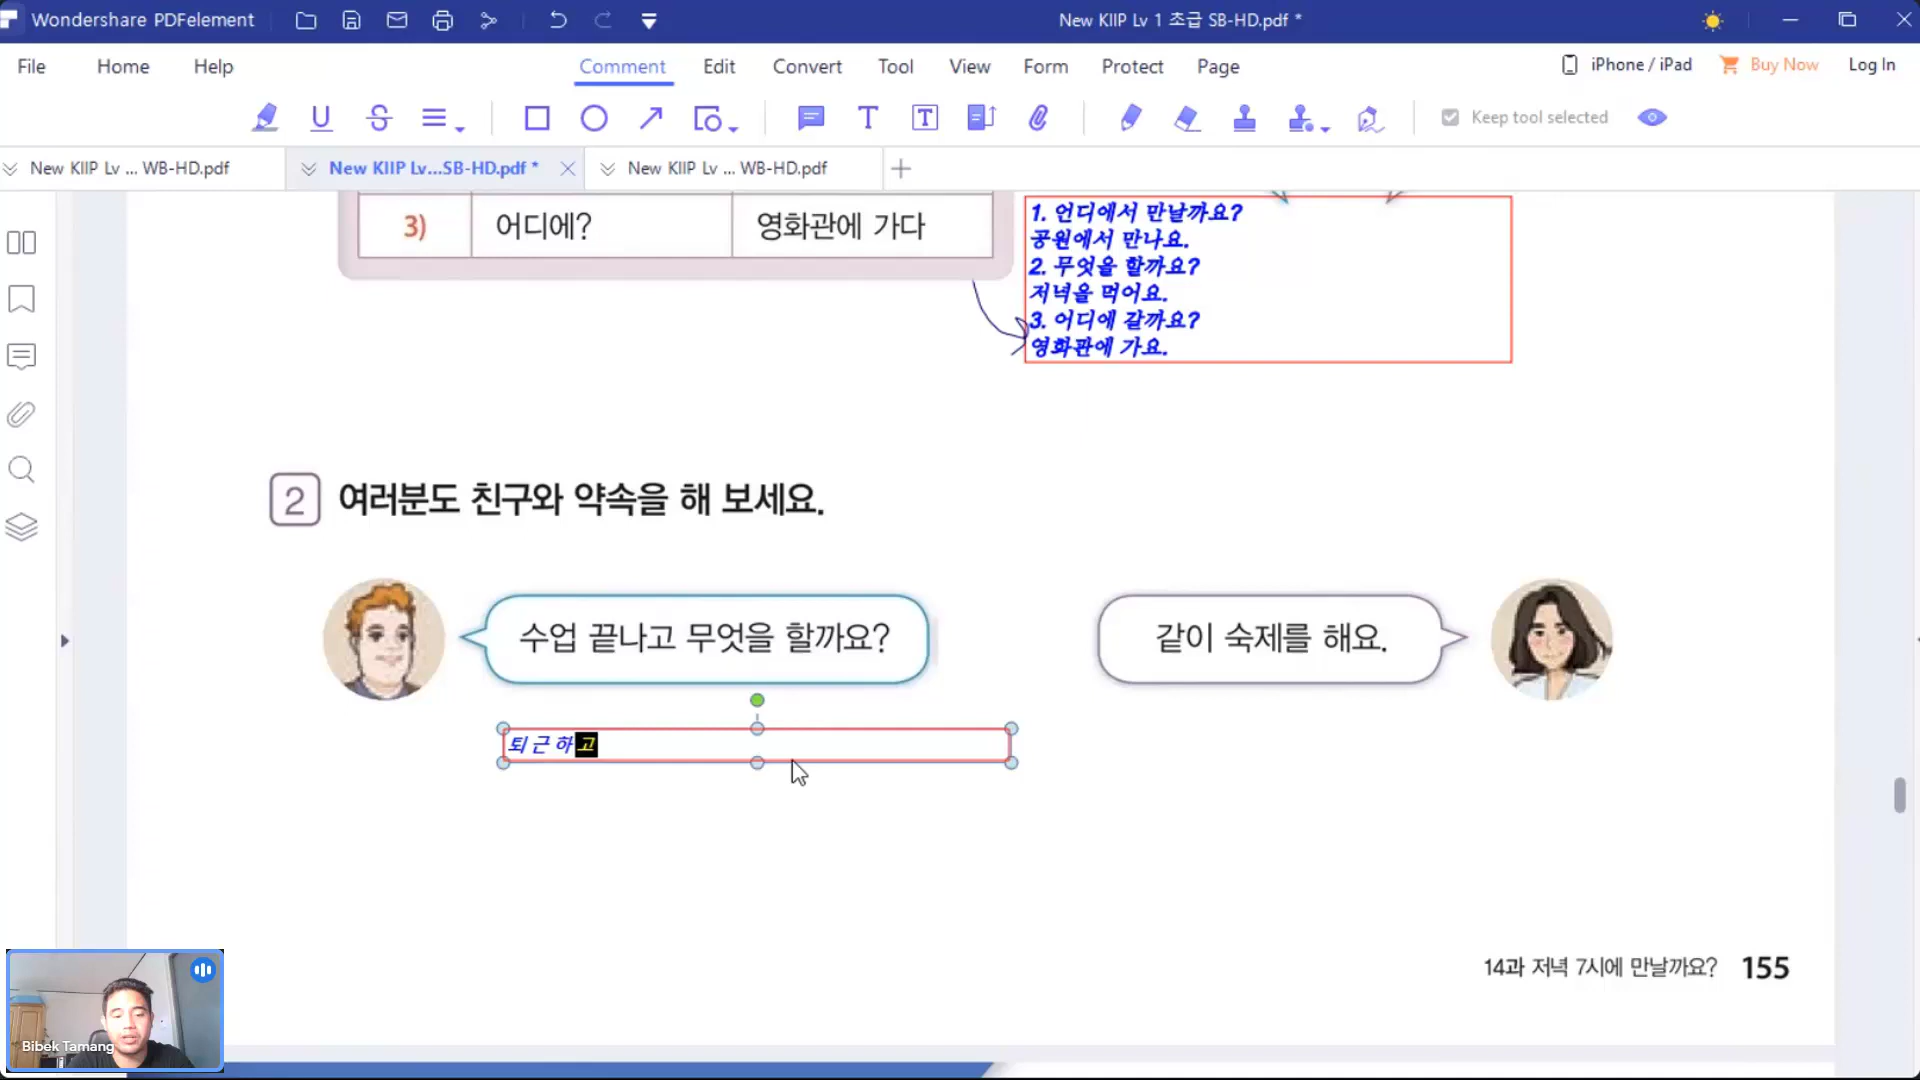 Wondershare PDFelement
New KIIP Lv 1 초급 SB-HD.pdf *
File Home Help Comment Edit Convert Tool View Form Protect Page iPhone / iPad Buy Now Log In
Keep tool selected
New KIIP Lv ... WB-HD.pdf
New KIIP Lv...SB-HD.pdf *
New KIIP Lv ... WB-HD.pdf
3) 어디에? 영화관에 가다
1. 언디에서 만날까요?
공원에서 만나요.
2. 무엇을 할까요?
저녁을 먹어요.
3. 어디에 갈까요?
영화관에 가요.
2 여러분도 친구와 약속을 해 보세요.
수업 끝나고 무엇을 할까요?
같이 숙제를 해요.
퇴근하고
14과 저녁 7시에 만날까요? 155
Bibek Tamang